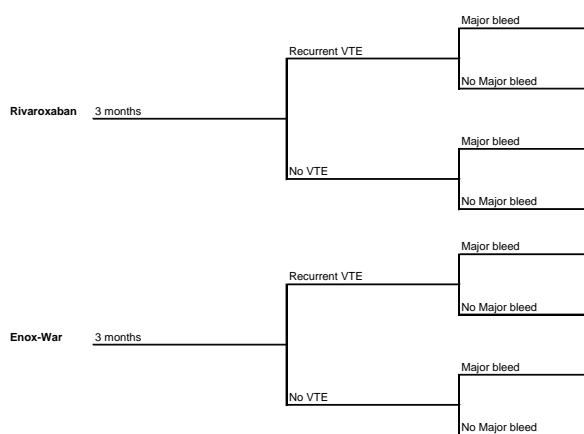 Major bleed
Recurrent VTE
No Major bleed
Rivaroxaban 3 months
Major bleed
No VTE
No Major bleed
Major bleed
Recurrent VTE
No Major bleed
Enox-War 3 months
Major bleed
No VTE
No Major bleed